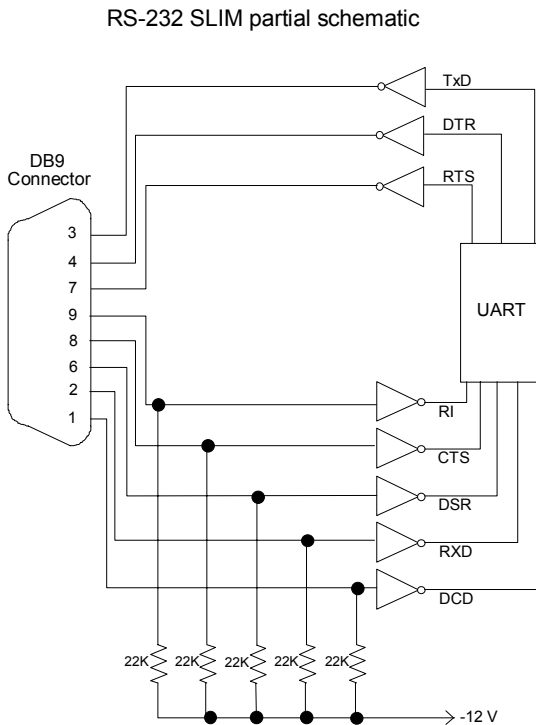 RS-232 SLIM partial schematic
TxD
DTR
DB9
Connector
RTS
3
4
7
9
8
6
2
1
UART
RI
CTS
DSR
RXD
DCD
22K 22K 22K 22K 22K
-12 V